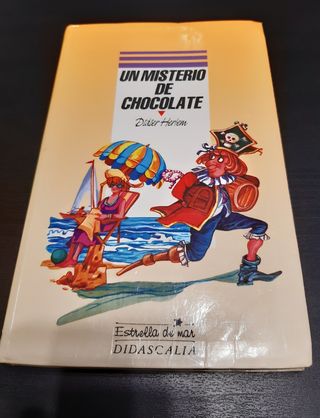 UN MISTERIO
DE
CHOCOLATE
Didier Herlem
Estrella de mar
DIDASCALIA